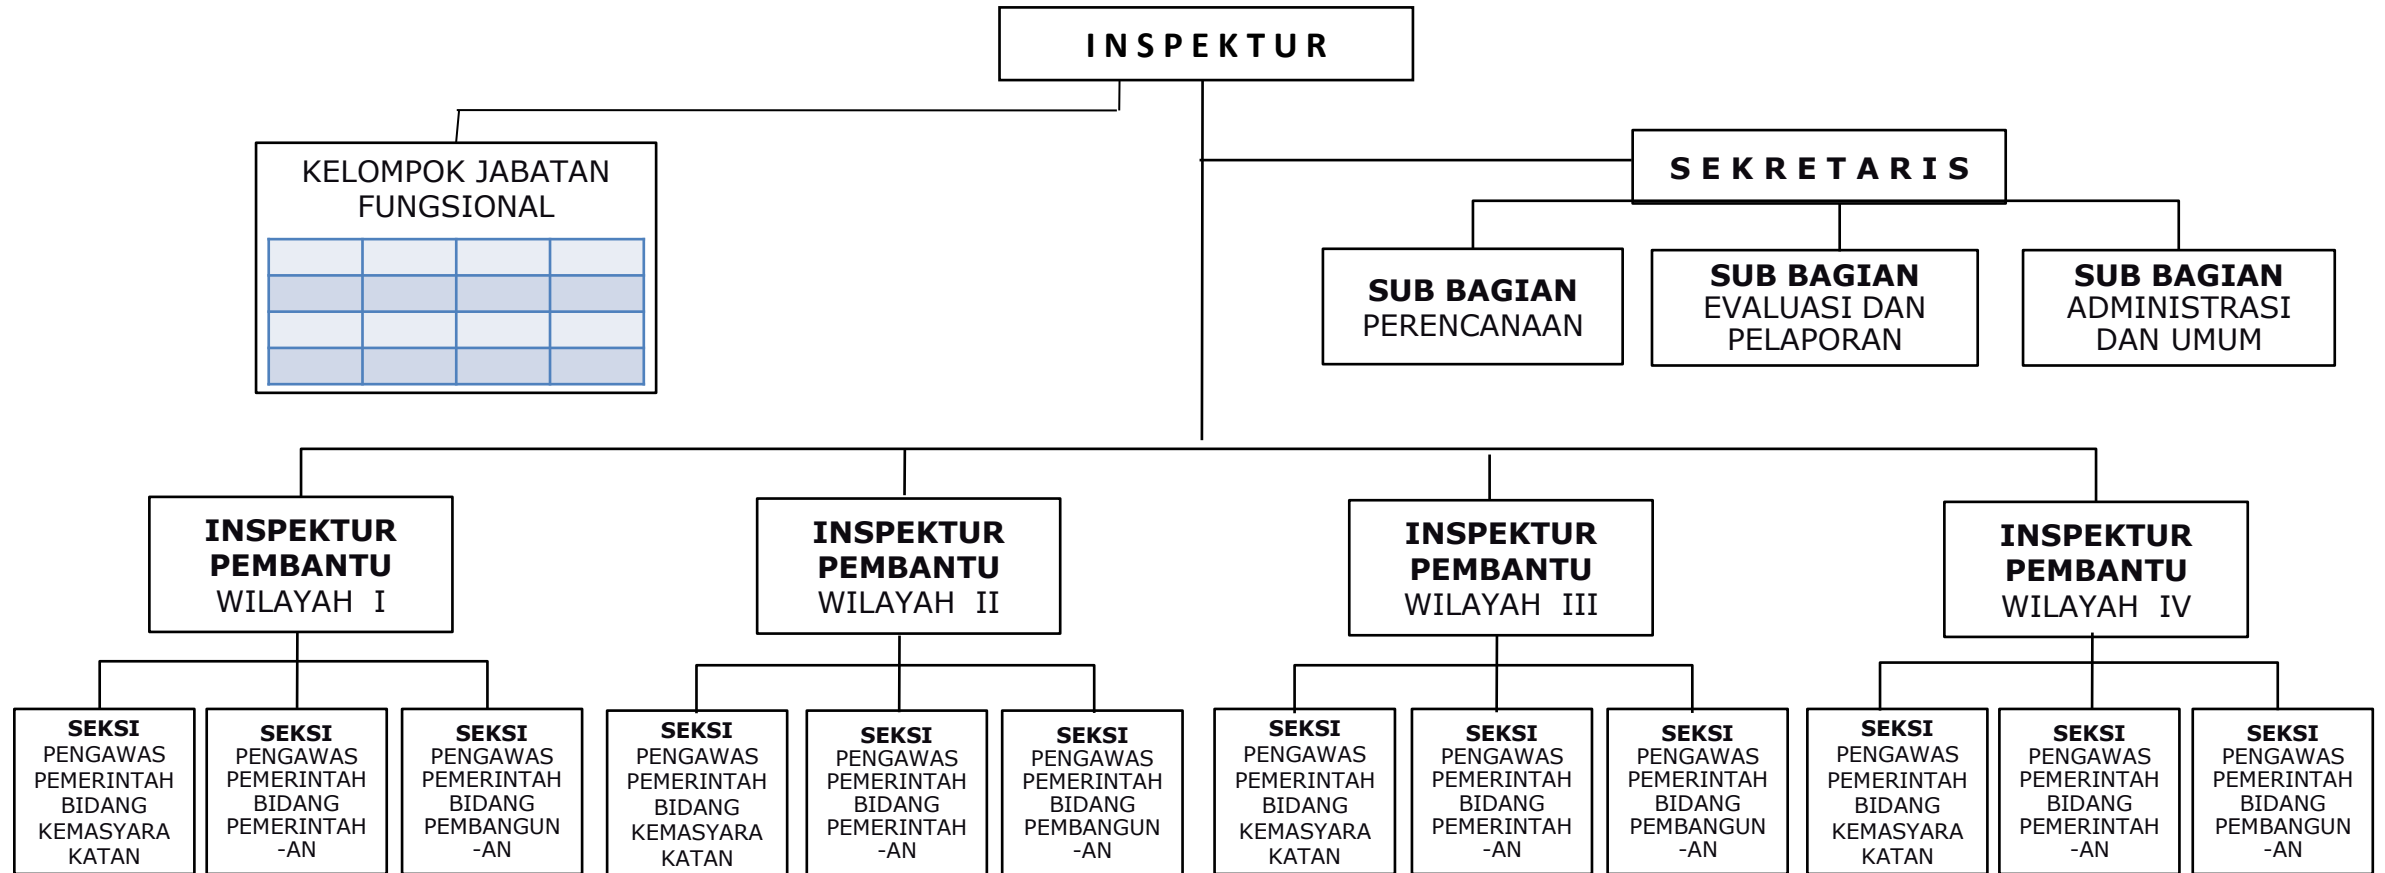 INSPEKTUR
KELOMPOK JABATAN
FUNGSIONAL
SEKRETARIS
SUB BAGIAN
PERENCANAAN
SUB BAGIAN
EVALUASI DAN
PELAPORAN
SUB BAGIAN
ADMINISTRASI
DAN UMUM
INSPEKTUR
PEMBANTU
WILAYAH I
INSPEKTUR
PEMBANTU
WILAYAH II
INSPEKTUR
PEMBANTU
WILAYAH III
INSPEKTUR
PEMBANTU
WILAYAH IV
SEKSI
PENGAWAS
PEMERINTAH
BIDANG
KEMASYARA
KATAN
SEKSI
PENGAWAS
PEMERINTAH
BIDANG
PEMERINTAH
-AN
SEKSI
PENGAWAS
PEMERINTAH
BIDANG
PEMBANGUN
-AN
SEKSI
PENGAWAS
PEMERINTAH
BIDANG
KEMASYARA
KATAN
SEKSI
PENGAWAS
PEMERINTAH
BIDANG
PEMERINTAH
-AN
SEKSI
PENGAWAS
PEMERINTAH
BIDANG
PEMBANGUN
-AN
SEKSI
PENGAWAS
PEMERINTAH
BIDANG
KEMASYARA
KATAN
SEKSI
PENGAWAS
PEMERINTAH
BIDANG
PEMERINTAH
-AN
SEKSI
PENGAWAS
PEMERINTAH
BIDANG
PEMBANGUN
-AN
SEKSI
PENGAWAS
PEMERINTAH
BIDANG
KEMASYARA
KATAN
SEKSI
PENGAWAS
PEMERINTAH
BIDANG
PEMERINTAH
-AN
SEKSI
PENGAWAS
PEMERINTAH
BIDANG
PEMBANGUN
-AN